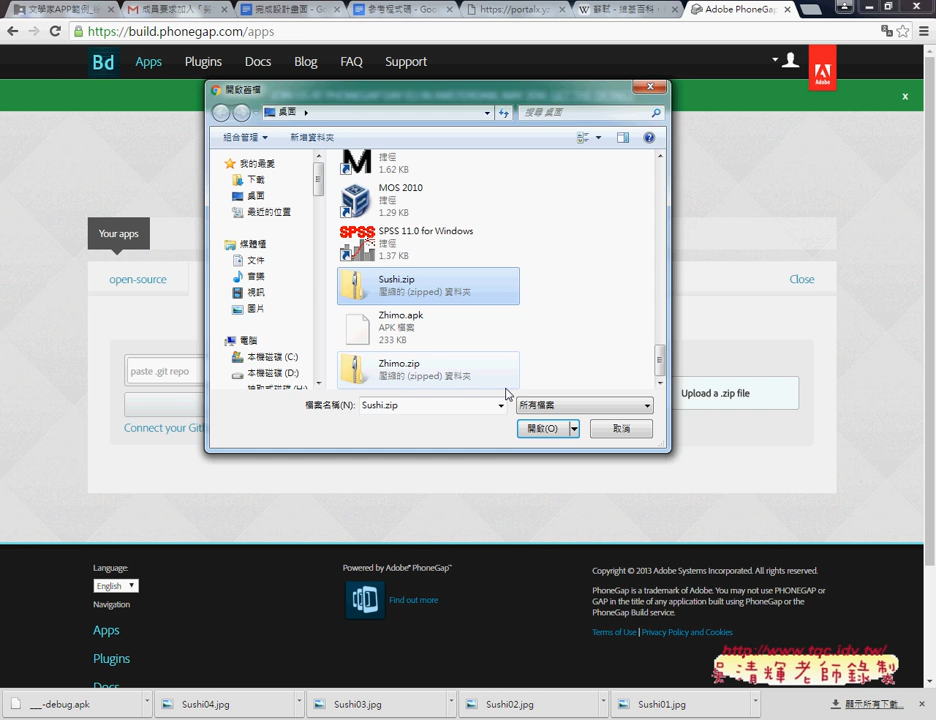 文學家APP範例_
成員要求加入「吳
完成設計畫面 - Go
參考程式碼 - Goo
https://portalx.y
W 蘇軾 - 維基百科，
Adobe PhoneGap
https://build.phonegap.com/apps
Bd Apps Plugins Docs Blog FAQ Support
Adobe
x
開啟舊檔
桌面
搜尋 桌面
組合管理 新增資料夾
我的最愛
下載
桌面
最近的位置
媒體櫃
文件
音樂
視訊
圖片
電腦
本機磁碟 (C:)
本機磁碟 (D:)
捷徑
1.62 KB
MOS 2010
捷徑
1.29 KB
SPSS
SPSS 11.0 for Windows
捷徑
1.37 KB
Sushi.zip
壓縮的 (zipped) 資料夾
Zhimo.apk
APK 檔案
233 KB
Zhimo.zip
壓縮的 (zipped) 資料夾
檔案名稱(N): Sushi.zip 所有檔案
開啟(O) 取消
Your apps
open-source
Close
paste .git repo
Upload a .zip file
Connect your Gith
Language:
English
Navigation
Apps
Plugins
Docs
Powered by Adobe® PhoneGap™
Find out more
Copyright © 2013 Adobe Systems Incorporated. All rights reserved.
PhoneGap is a trademark of Adobe. You may not use PHONEGAP or
GAP in the title of any application built using PhoneGap or the
PhoneGap Build service.
Terms of Use | Privacy Policy and Cookies
http://www.tqc.idv.tw/
吳清輝老師錄製
___-debug.apk
Sushi04.jpg
Sushi03.jpg
Sushi02.jpg
Sushi01.jpg
顯示所有下載...